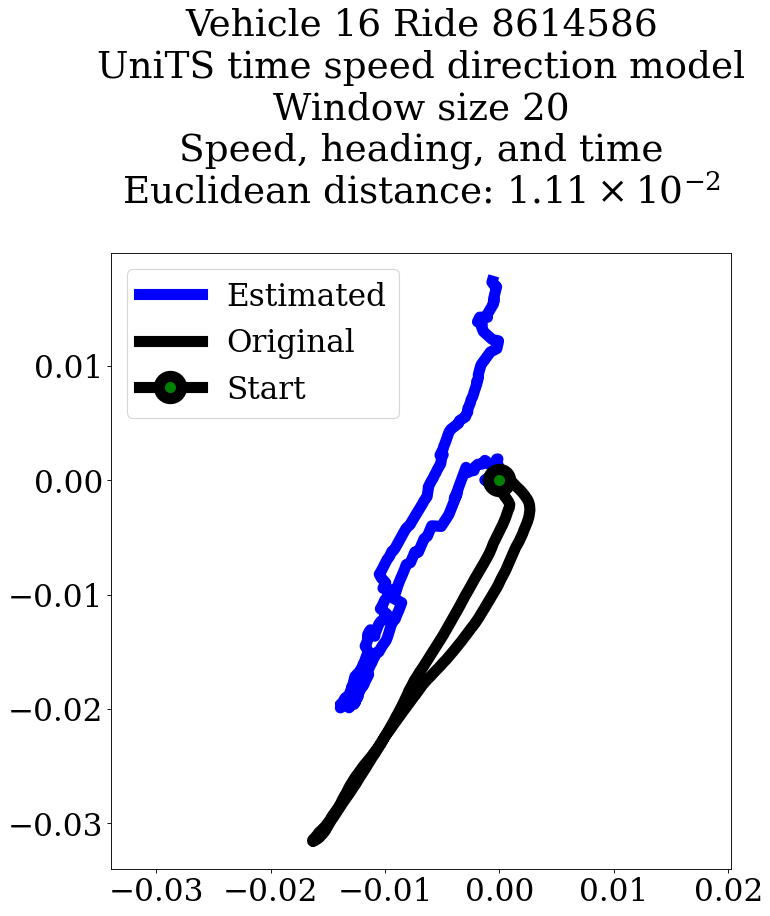 Vehicle 16 Ride 8614586
UniTS time speed direction model
Window size 20
Speed, heading, and time
Euclidean distance: 1.11 × 10⁻²
Estimated
Original
Start
0.01
0.00
−0.01
−0.02
−0.03
−0.03 −0.02 −0.01 0.00 0.01 0.02